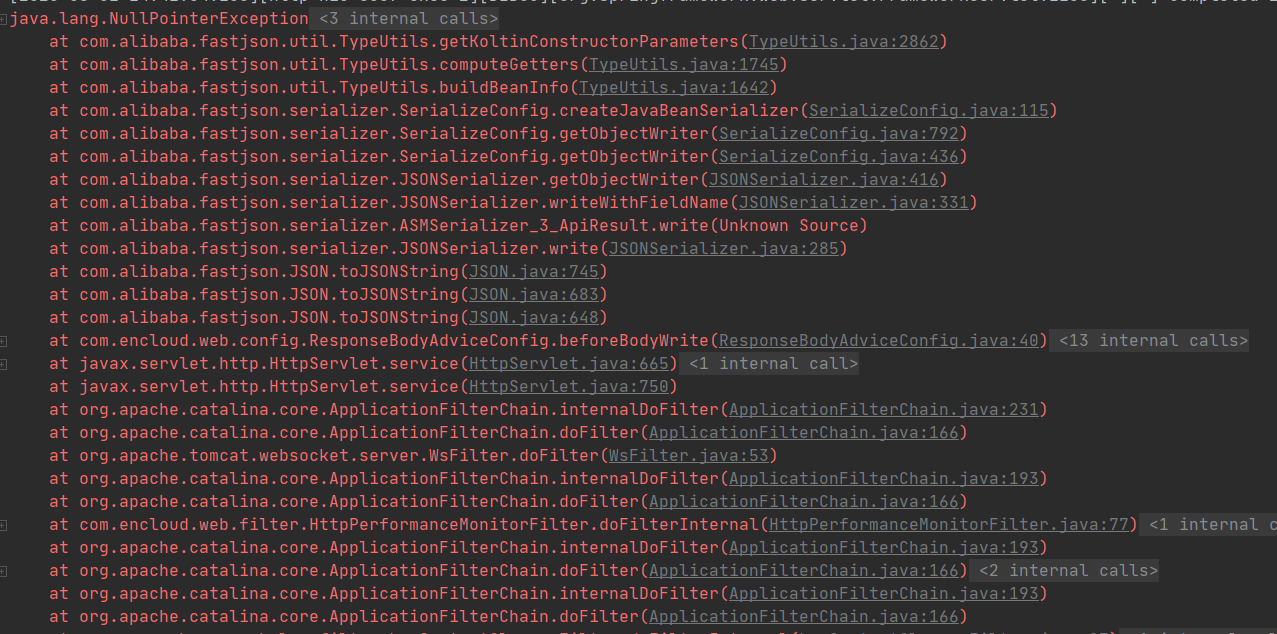 java.lang.NullPointerException <3 internal calls>
at com.alibaba.fastjson.util.TypeUtils.getKoltinConstructorParameters(TypeUtils.java:2862)
at com.alibaba.fastjson.util.TypeUtils.computeGetters(TypeUtils.java:1745)
at com.alibaba.fastjson.util.TypeUtils.buildBeanInfo(TypeUtils.java:1642)
at com.alibaba.fastjson.serializer.SerializeConfig.createJavaBeanSerializer(SerializeConfig.java:115)
at com.alibaba.fastjson.serializer.SerializeConfig.getObjectWriter(SerializeConfig.java:792)
at com.alibaba.fastjson.serializer.SerializeConfig.getObjectWriter(SerializeConfig.java:436)
at com.alibaba.fastjson.serializer.JSONSerializer.getObjectWriter(JSONSerializer.java:416)
at com.alibaba.fastjson.serializer.JSONSerializer.writeWithFieldName(JSONSerializer.java:331)
at com.alibaba.fastjson.serializer.ASMSerializer_3_ApiResult.write(Unknown Source)
at com.alibaba.fastjson.serializer.JSONSerializer.write(JSONSerializer.java:285)
at com.alibaba.fastjson.JSON.toJSONString(JSON.java:745)
at com.alibaba.fastjson.JSON.toJSONString(JSON.java:683)
at com.alibaba.fastjson.JSON.toJSONString(JSON.java:648)
at com.encloud.web.config.ResponseBodyAdviceConfig.beforeBodyWrite(ResponseBodyAdviceConfig.java:40) <13 internal calls>
at javax.servlet.http.HttpServlet.service(HttpServlet.java:665) <1 internal call>
at javax.servlet.http.HttpServlet.service(HttpServlet.java:750)
at org.apache.catalina.core.ApplicationFilterChain.internalDoFilter(ApplicationFilterChain.java:231)
at org.apache.catalina.core.ApplicationFilterChain.doFilter(ApplicationFilterChain.java:166)
at org.apache.tomcat.websocket.server.WsFilter.doFilter(WsFilter.java:53)
at org.apache.catalina.core.ApplicationFilterChain.internalDoFilter(ApplicationFilterChain.java:193)
at org.apache.catalina.core.ApplicationFilterChain.doFilter(ApplicationFilterChain.java:166)
at com.encloud.web.filter.HttpPerformanceMonitorFilter.doFilterInternal(HttpPerformanceMonitorFilter.java:77) <1 internal c
at org.apache.catalina.core.ApplicationFilterChain.internalDoFilter(ApplicationFilterChain.java:193)
at org.apache.catalina.core.ApplicationFilterChain.doFilter(ApplicationFilterChain.java:166) <2 internal calls>
at org.apache.catalina.core.ApplicationFilterChain.internalDoFilter(ApplicationFilterChain.java:193)
at org.apache.catalina.core.ApplicationFilterChain.doFilter(ApplicationFilterChain.java:166)